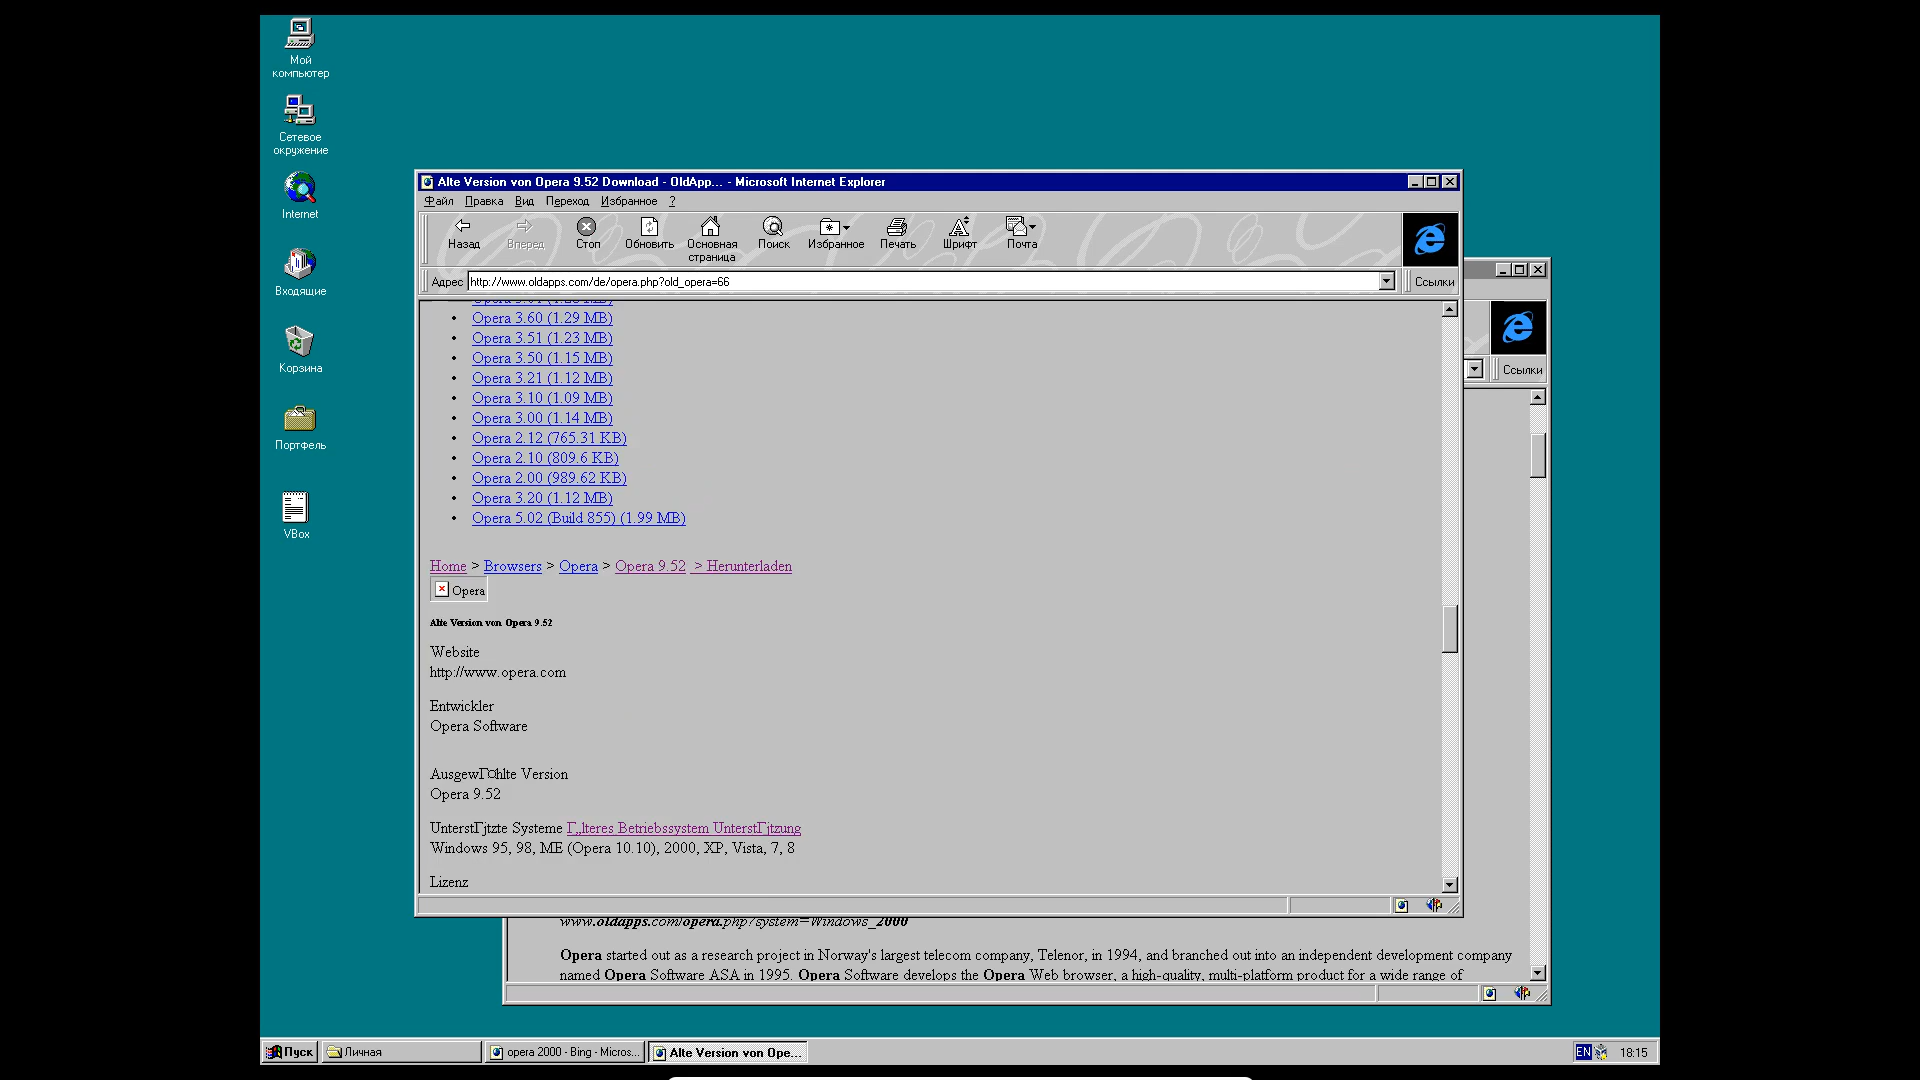 Мой
компьютер
Сетевое
окружение
Internet
Входящие
Корзина
Портфель
VBox
Alte Version von Opera 9.52 Download - OldApp... - Microsoft Internet Explorer
Файл Правка Вид Переход Избранное ?
Назад Вперед Стоп Обновить Основная страница Поиск Избранное Печать Шрифт Почта
Адрес http://www.oldapps.com/de/opera.php?old_opera=66 Ссылки
• Opera 3.60 (1.29 MB)
• Opera 3.51 (1.23 MB)
• Opera 3.50 (1.15 MB)
• Opera 3.21 (1.12 MB)
• Opera 3.10 (1.09 MB)
• Opera 3.00 (1.14 MB)
• Opera 2.12 (765.31 KB)
• Opera 2.10 (809.6 KB)
• Opera 2.00 (989.62 KB)
• Opera 3.20 (1.12 MB)
• Opera 5.02 (Build 855) (1.99 MB)
Home > Browsers > Opera > Opera 9.52 > Herunterladen
Opera
Alte Version von Opera 9.52
Website
http://www.opera.com
Entwickler
Opera Software
AusgewГ¤hlte Version
Opera 9.52
UnterstГјtzte Systeme Г„lteres Betriebssystem UnterstГјtzung
Windows 95, 98, ME (Opera 10.10), 2000, XP, Vista, 7, 8
Lizenz
Ссылки
www.oldapps.com/opera.php?system=Windows_2000
Opera started out as a research project in Norway's largest telecom company, Telenor, in 1994, and branched out into an independent development company
named Opera Software ASA in 1995. Opera Software develops the Opera Web browser, a high-quality, multi-platform product for a wide range of
Пуск Личная opera 2000 - Bing - Micros... Alte Version von Ope... EN 18:15